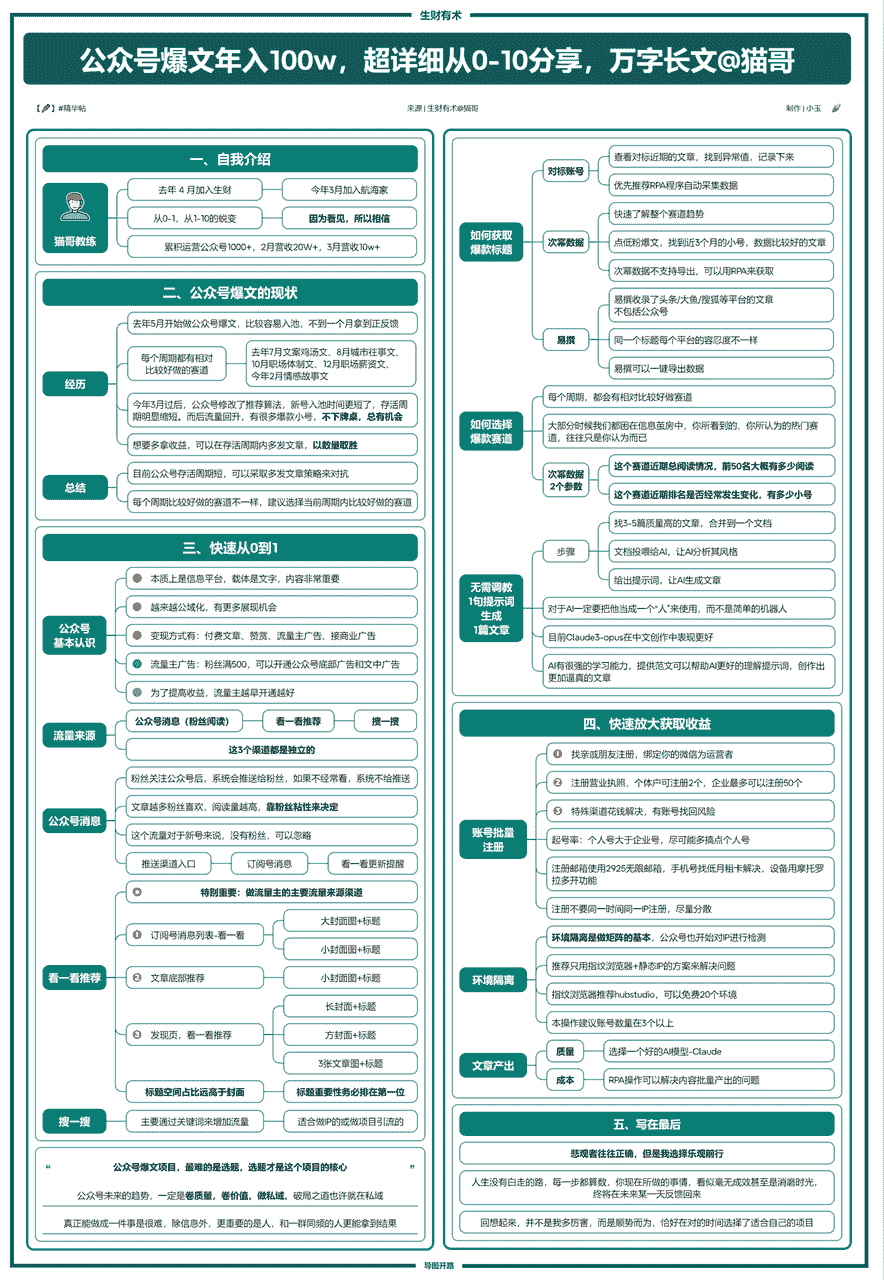 生财有术
公众号爆文年入100w，超详细从0-10分享，万字长文@猫哥
【】#精华帖
来源 | 生财有术@猫哥
制作 | 小玉
一、自我介绍
猫哥教练
去年 4 月加入生财
今年3月加入航海家
从0-1，从1-10的蜕变
因为看见，所以相信
累积运营公众号1000+，2月营收20W+，3月营收10w+
二、公众号爆文的现状
经历
去年5月开始做公众号爆文，比较容易入池，不到一个月拿到正反馈
每个周期都有相对
比较好做的赛道
去年7月文案鸡汤文、8月城市往事文、
10月职场体制文、12月职场薪资文、
今年2月情感故事文
今年3月过后，公众号修改了推荐算法，新号入池时间更短了，存活周
期明显缩短。而后流量回升，有很多爆款小号，不下牌桌，总有机会
想要多拿收益，可以在存活周期内多发文章，以数量取胜
总结
目前公众号存活周期短，可以采取多发文章策略来对抗
每个周期比较好做的赛道不一样，建议选择当前周期内比较好做的赛道
三、快速从0到1
公众号
基本认识
本质上是信息平台，载体是文字，内容非常重要
越来越公域化，有更多展现机会
变现方式有：付费文章、赞赏、流量主广告、接商业广告
流量主广告：粉丝满500，可以开通公众号底部广告和文中广告
为了提高收益，流量主越早开通越好
流量来源
公众号消息（粉丝阅读）
看一看推荐
搜一搜
这3个渠道都是独立的
公众号消息
粉丝关注公众号后，系统会推送给粉丝，如果不经常看，系统不给推送
文章越多粉丝喜欢，阅读量越高，靠粉丝粘性来决定
这个流量对于新号来说，没有粉丝，可以忽略
推送渠道入口
订阅号消息
看一看更新提醒
看一看推荐
特别重要：做流量主的主要流量来源渠道
① 订阅号消息列表-看一看
大封面图+标题
小封面图+标题
② 文章底部推荐
小封面图+标题
③ 发现页，看一看推荐
长封面+标题
方封面+标题
3张文章图+标题
标题空间占比远高于封面
标题重要性务必排在第一位
搜一搜
主要通过关键词来增加流量
适合做IP的或做项目引流的
“ 公众号爆文项目，最难的是选题，选题才是这个项目的核心 ”
公众号未来的趋势，一定是卷质量，卷价值，做私域，破局之道也许就在私域
真正能做成一件事是很难，除信息外，更重要的是人，和一群同频的人更能拿到结果
如何获取
爆款标题
对标账号
查看对标近期的文章，找到异常值，记录下来
优先推荐RPA程序自动采集数据
次幂数据
快速了解整个赛道趋势
点低粉爆文，找到近3个月的小号，数据比较好的文章
次幂数据不支持导出，可以用RPA来获取
易撰
易撰收录了头条/大鱼/搜狐等平台的文章
不包括公众号
同一个标题每个平台的容忍度不一样
易撰可以一键导出数据
如何选择
爆款赛道
每个周期，都会有相对比较好做赛道
大部分时候我们都困在信息茧房中，你所看到的、你所认为的热门赛
道，往往只是你认为而已
次幂数据
2个参数
这个赛道近期总阅读情况，前50名大概有多少阅读
这个赛道近期排名是否经常发生变化，有多少小号
无需调教
1句提示词
生成
1篇文章
步骤
找3-5篇质量高的文章，合并到一个文档
文档投喂给AI，让AI分析其风格
给出提示词，让AI生成文章
对于AI一定要把他当成一个“人”来使用，而不是简单的机器人
目前Claude3-opus在中文创作中表现更好
AI有很强的学习能力，提供范文可以帮助AI更好的理解提示词，创作出
更加逼真的文章
四、快速放大获取收益
账号批量
注册
① 找亲戚朋友注册，绑定你的微信为运营者
② 注册营业执照，个体户可注册2个，企业最多可以注册50个
③ 特殊渠道花钱解决，有账号找回风险
起号率：个人号大于企业号，尽可能多搞点个人号
注册邮箱使用2925无限邮箱，手机号找低月租卡解决，设备用摩托罗
拉多开功能
注册不要同一时间同一IP注册，尽量分散
环境隔离
环境隔离是做矩阵的基本，公众号也开始对IP进行检测
推荐只用指纹浏览器+静态IP的方案来解决问题
指纹浏览器推荐hubstudio，可以免费20个环境
本操作建议账号数量在3个以上
文章产出
质量
选择一个好的AI模型-Claude
成本
RPA操作可以解决内容批量产出的问题
五、写在最后
悲观者往往正确，但是我选择乐观前行
人生没有白走的路，每一步都算数，你现在所做的事情，看似毫无成效甚至是消磨时光，
终将在未来某一天反馈回来
回想起来，并不是我多厉害，而是顺势而为，恰好在对的时间选择了适合自己的项目
导图开路